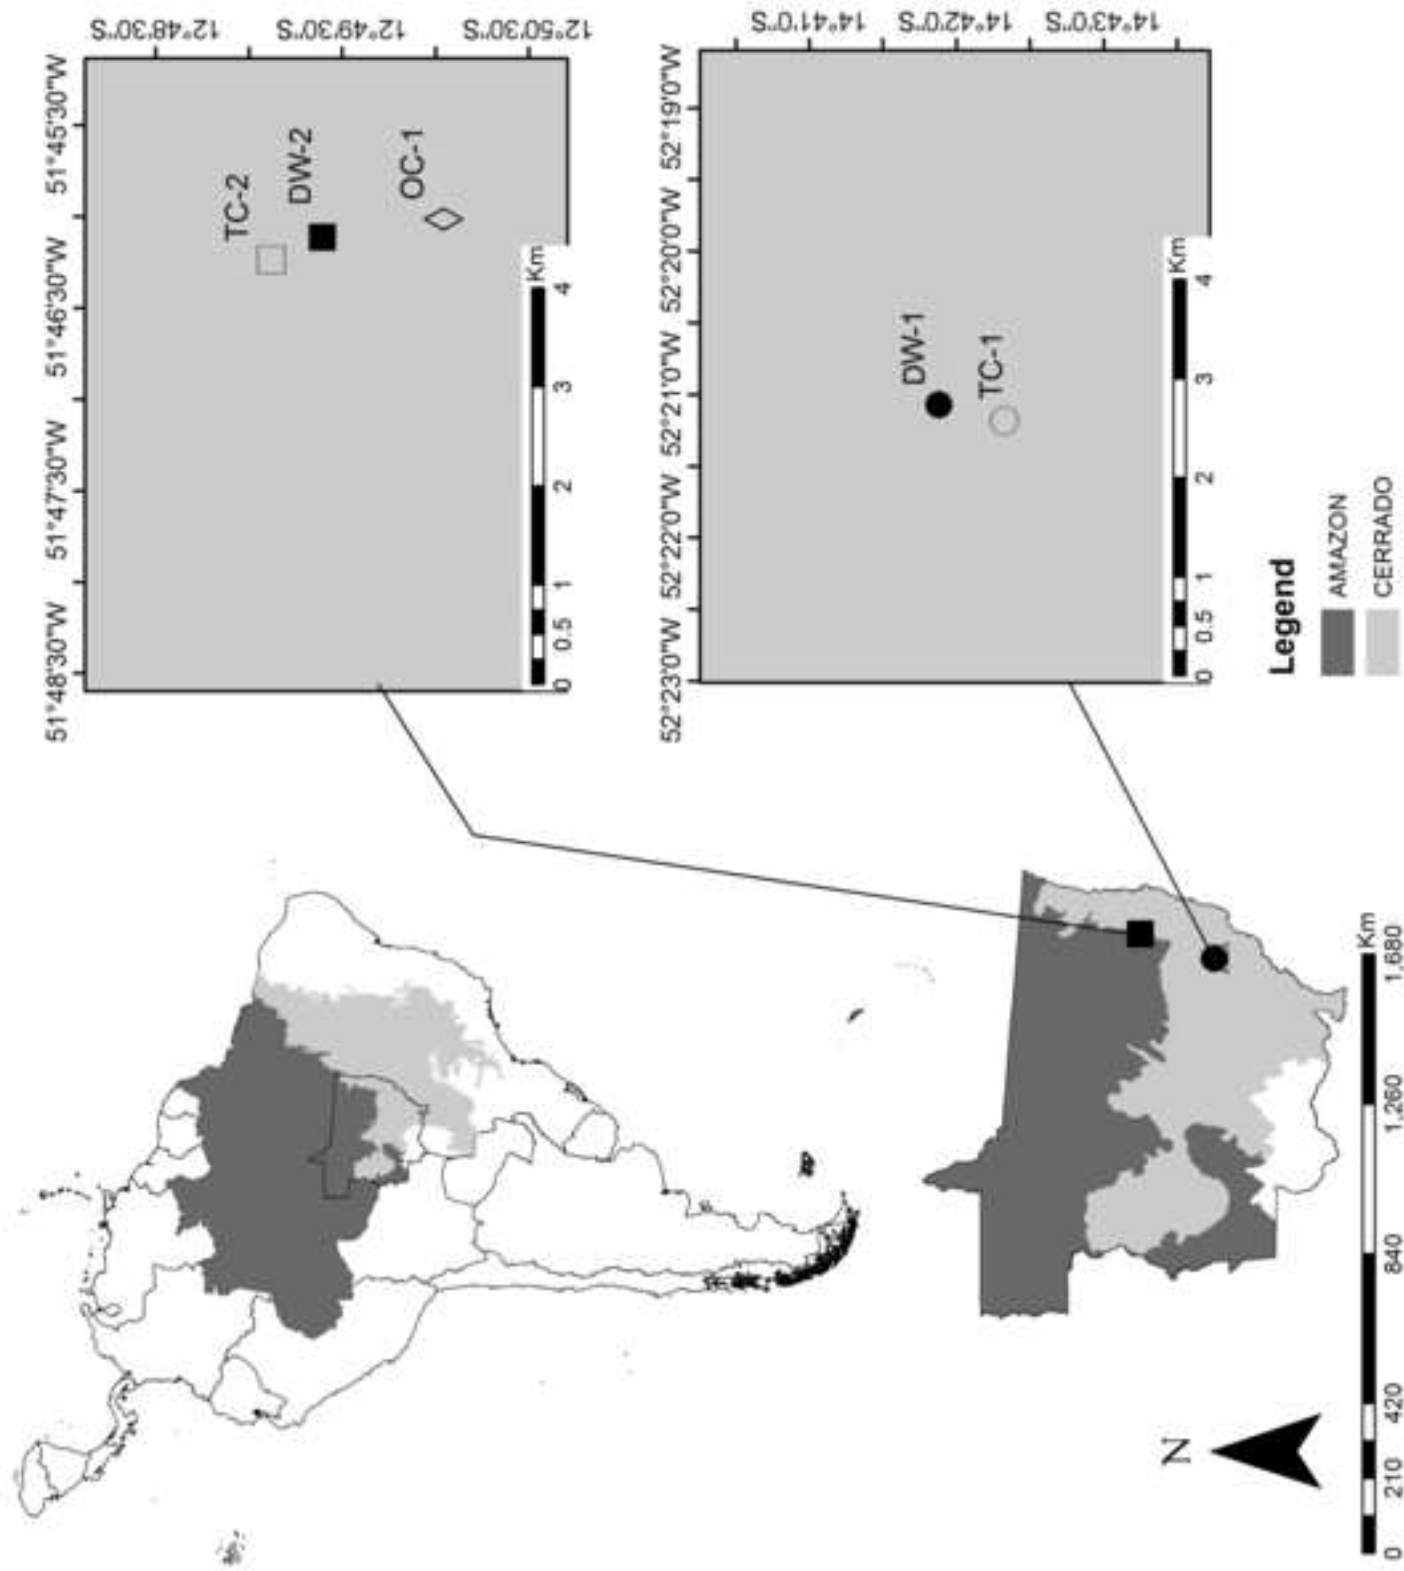 51°48'30"W
51°47'30"W
51°46'30"W
51°45'30"W
12°48'30"S
12°49'30"S
12°50'30"S
TC-2
DW-2
OC-1
0 0.5 1 2 3 4
Km
52°23'0"W
52°22'0"W
52°21'0"W
52°20'0"W
52°19'0"W
14°41'0"S
14°42'0"S
14°43'0"S
DW-1
TC-1
0 0.5 1 2 3 4
Km
Legend
AMAZON
CERRADO
N
0 210 420 840 1.260 1.680
Km